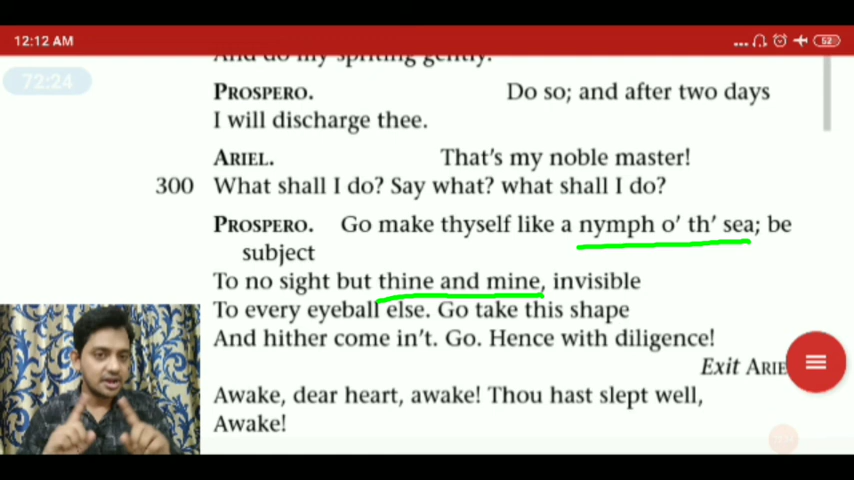 12:12 AM
52
72:24
And do my spriting gently.
PROSPERO. Do so; and after two days
I will discharge thee.
ARIEL. That's my noble master!
300 What shall I do? Say what? what shall I do?
PROSPERO. Go make thyself like a nymph o' th' sea; be
subject
To no sight but thine and mine, invisible
To every eyeball else. Go take this shape
And hither come in't. Go. Hence with diligence!
Exit ARIE
Awake, dear heart, awake! Thou hast slept well,
Awake!